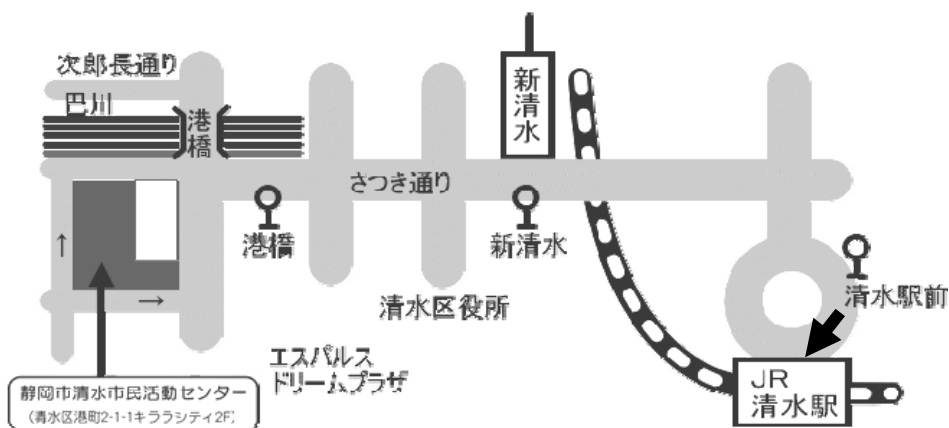 次郎長通り
巴川
港橋
新清水
さつき通り
港橋
新清水
清水駅前
清水区役所
エスパルス
ドリームプラザ
JR
清水駅
静岡市清水市民活動センター
(清水区港町2-1-1キララシティ2F)